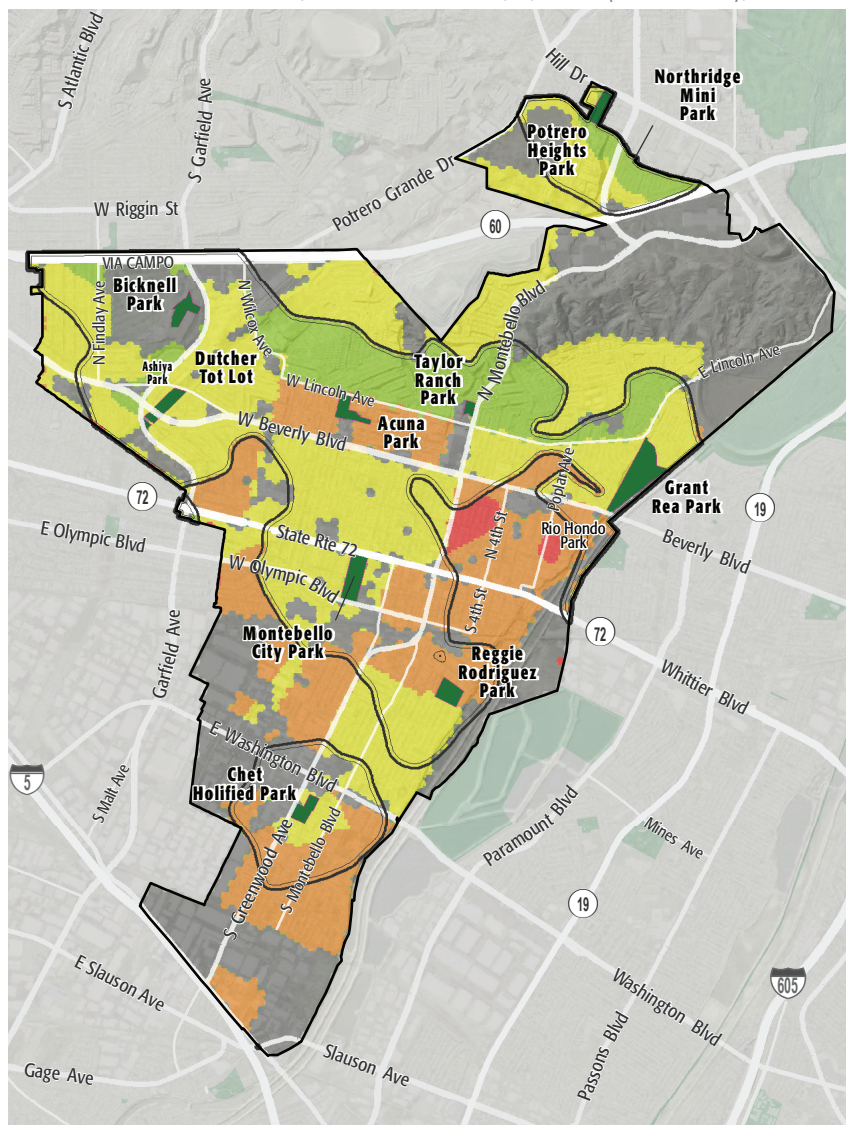 S Atlantic Blvd
S Garfield Ave
Hill Dr
Northridge
Mini
Park
Potrero
Heights
Park
Potrero Grande Dr
W Riggin St
60
VIA CAMPO
Bicknell
Park
N Findlay Ave
N Wilcox Ave
N Montebello Blvd
Ashiya
Park
Dutcher
Tot Lot
Taylor
Ranch
Park
E Lincoln Ave
W Lincoln Ave
Acuna
Park
W Beverly Blvd
Poplar Ave
Grant
Rea Park
72
19
State Rte 72
N 4th St
Rio Hondo
Park
Beverly Blvd
E Olympic Blvd
W Olympic Blvd
S 4th St
72
Garfield Ave
Montebello
City Park
Reggie
Rodriguez
Park
Whittier Blvd
E Washington Blvd
5
S Malt Ave
Chet
Holified Park
Paramount Blvd
Mines Ave
S Greenwood Ave
S Montebello Blvd
19
E Slauson Ave
605
Washington Blvd
Slauson Ave
Passons Blvd
Gage Ave